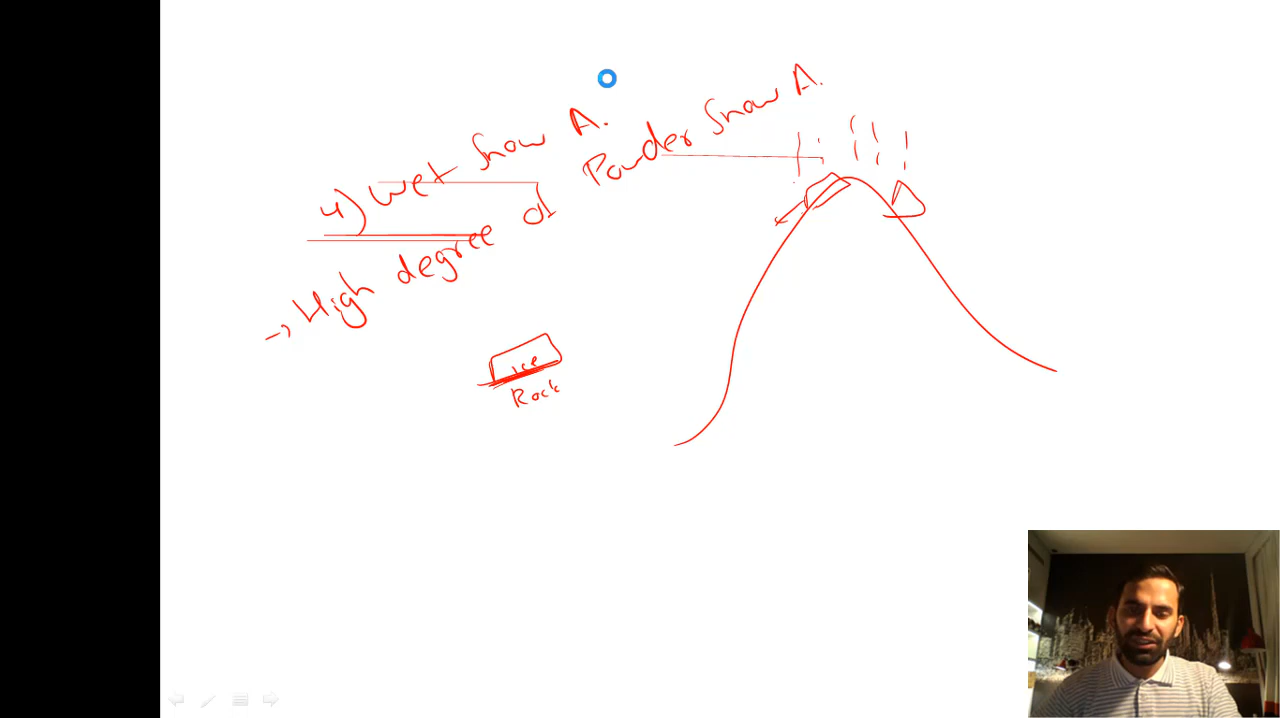 4) Wet Snow A.
Powder Snow A.
→ High degree of
Ice
Rock